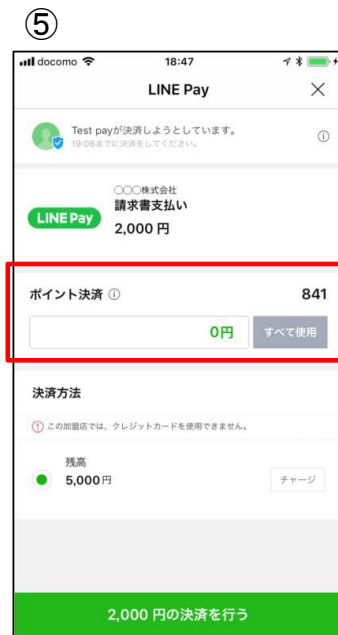 ⑤
docomo 18:47
LINE Pay
Test payが決済しようとしています。
19:06までに決済をしてください。
LINE Pay
〇〇〇株式会社
請求書支払い
2,000 円
ポイント決済 841
0円 すべて使用
決済方法
この加盟店では、クレジットカードを使用できません。
残高
5,000円 チャージ
2,000 円の決済を行う